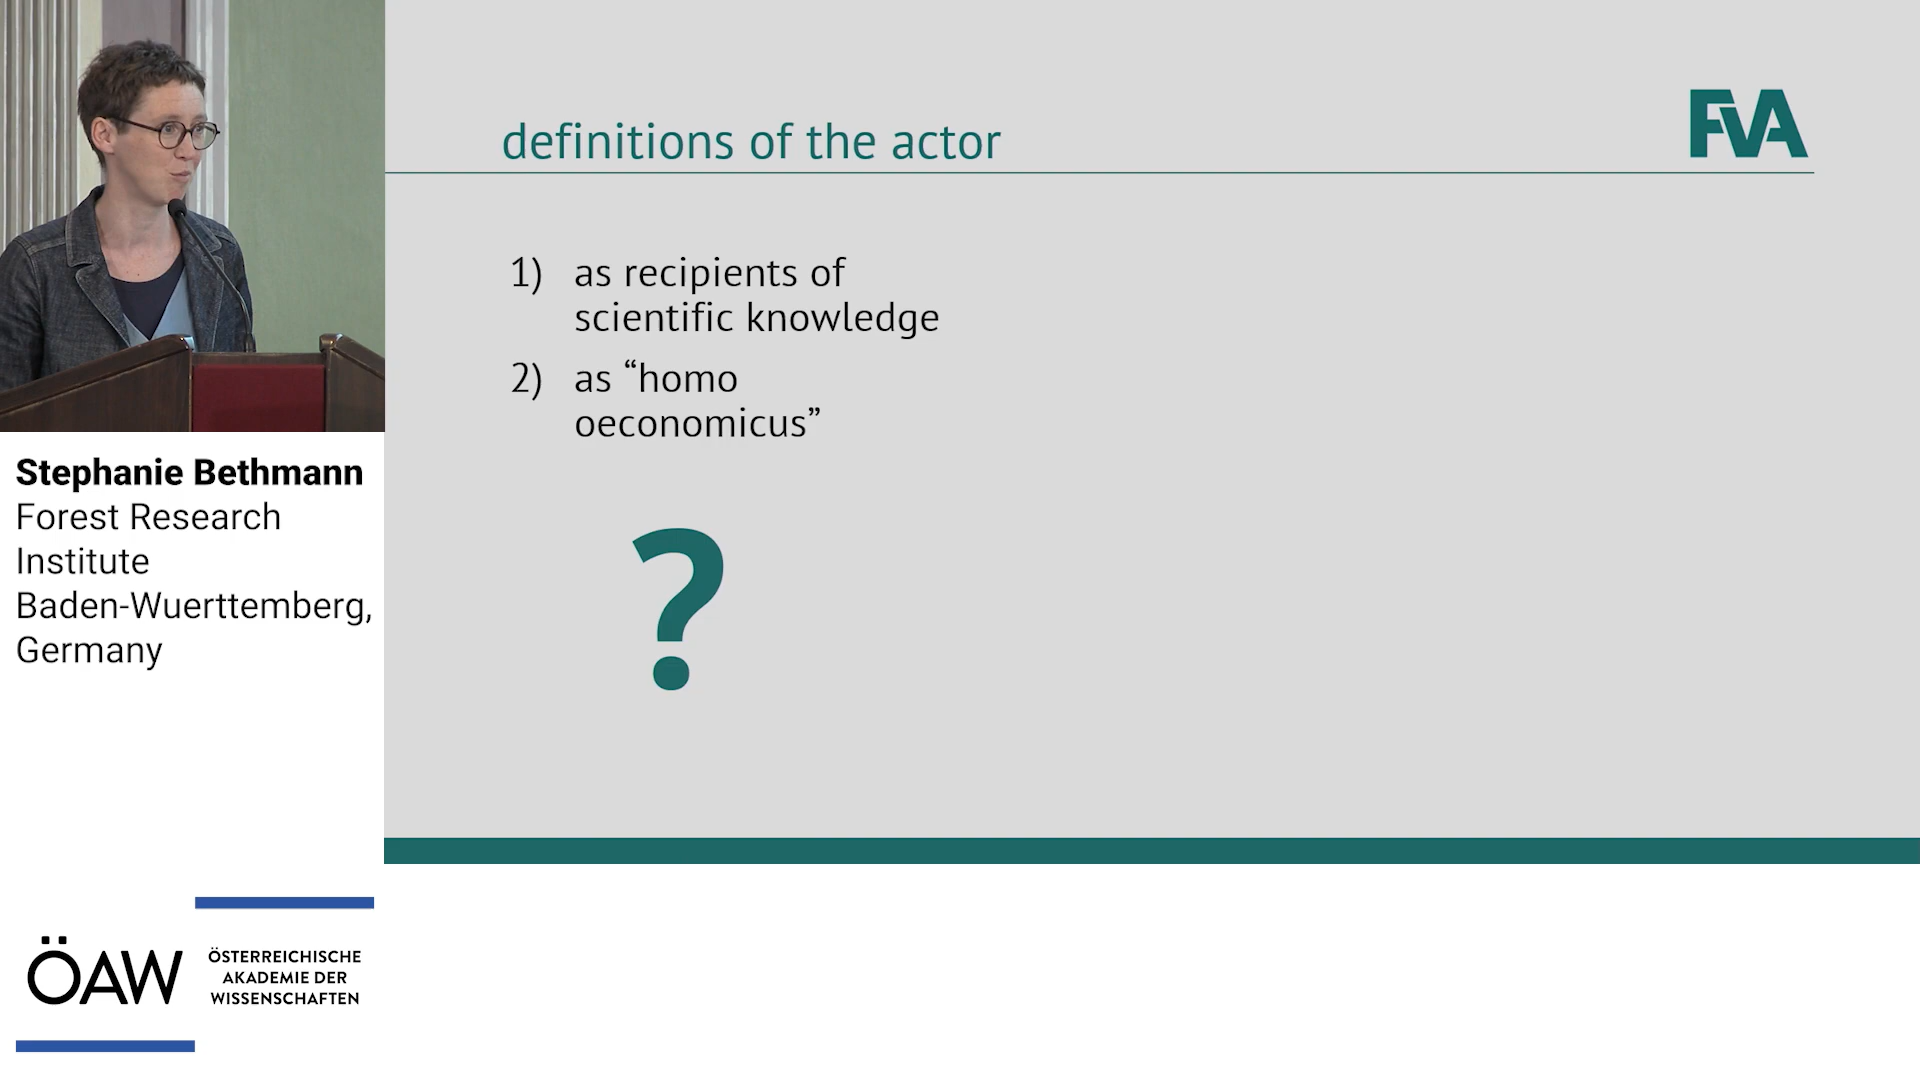 definitions of the actor
FVA
1) as recipients of
scientific knowledge
2) as “homo
oeconomicus”
?
Stephanie Bethmann
Forest Research
Institute
Baden-Wuerttemberg,
Germany
ÖAW
ÖSTERREICHISCHE
AKADEMIE DER
WISSENSCHAFTEN